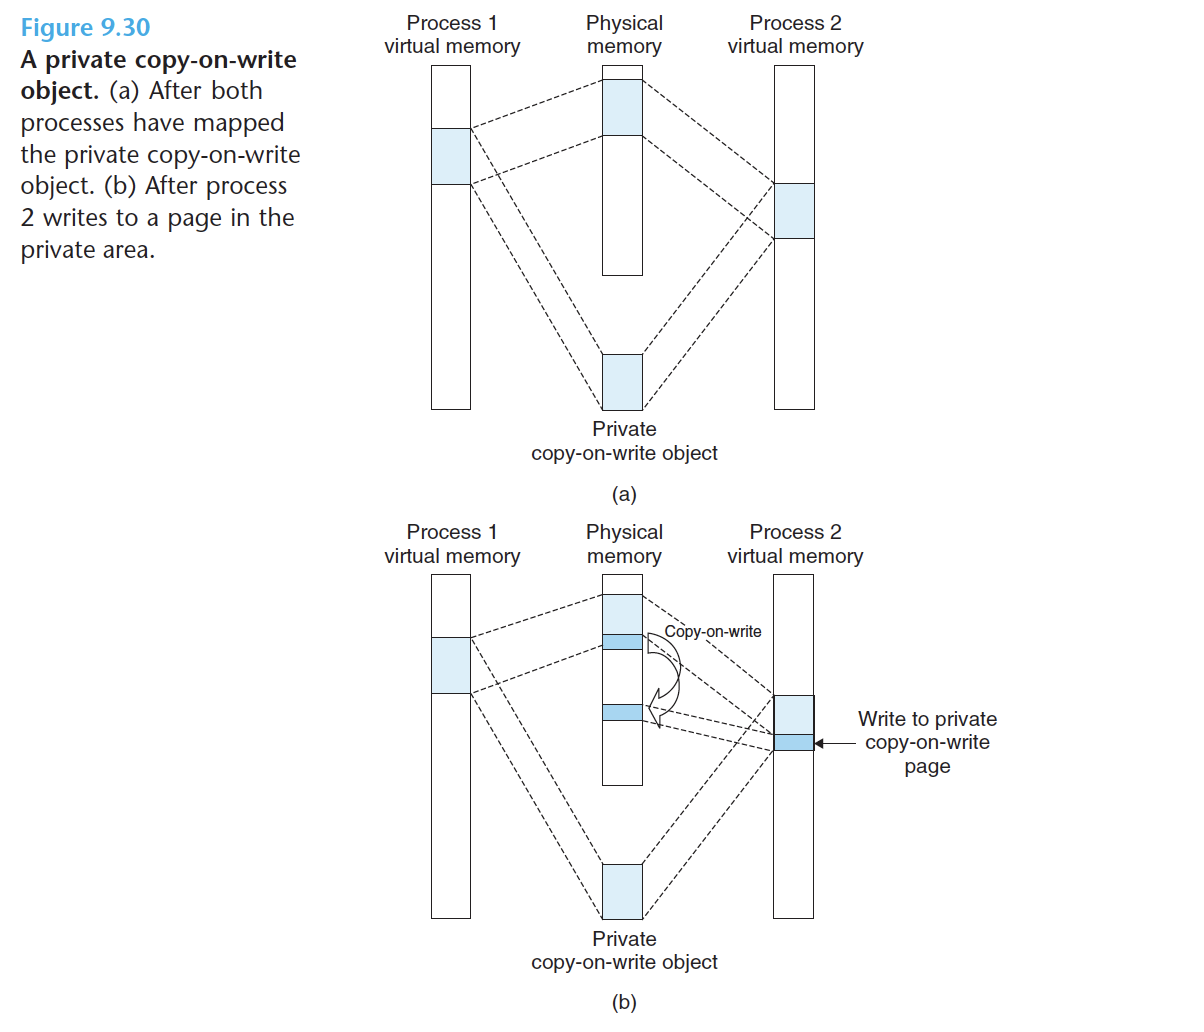 Figure 9.30
A private copy-on-write
object. (a) After both
processes have mapped
the private copy-on-write
object. (b) After process
2 writes to a page in the
private area.
Process 1
virtual memory
Physical
memory
Process 2
virtual memory
Private
copy-on-write object
(a)
Process 1
virtual memory
Physical
memory
Process 2
virtual memory
Copy-on-write
Write to private
copy-on-write
page
Private
copy-on-write object
(b)